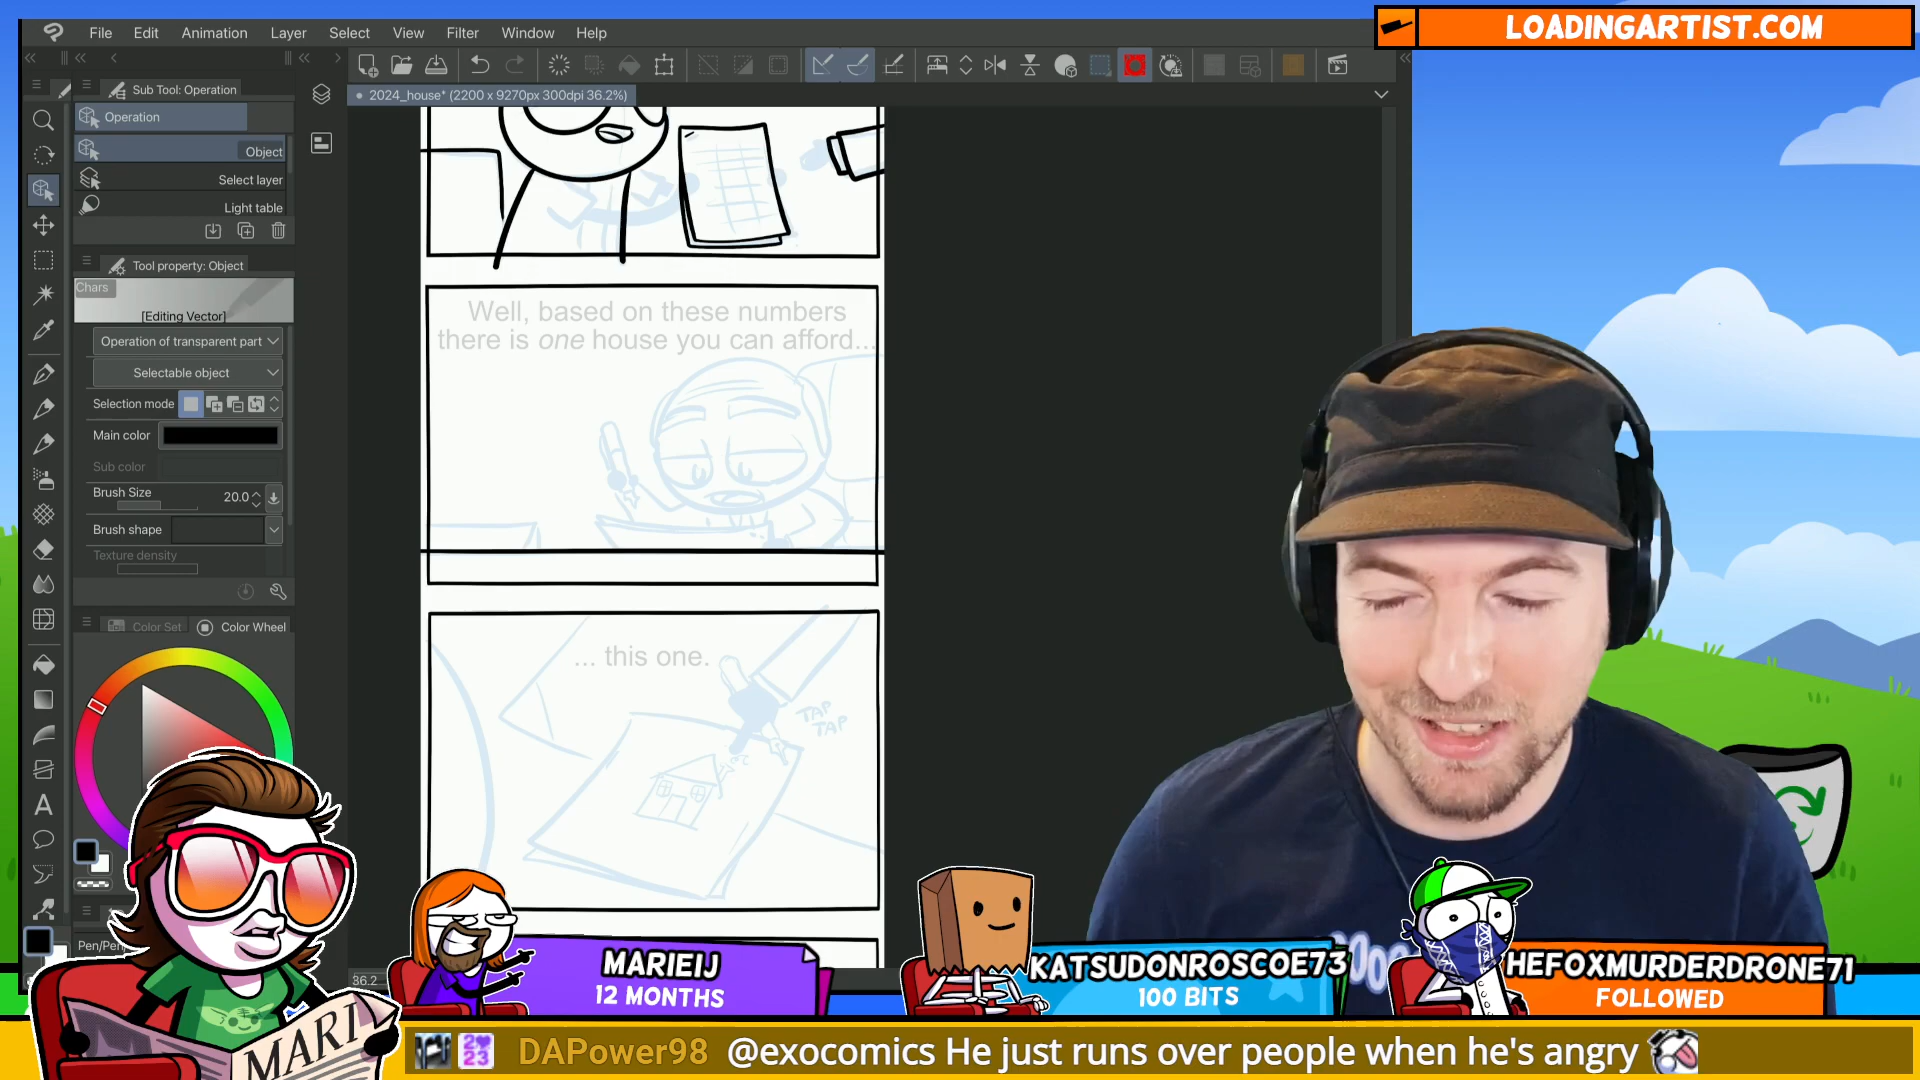 LOADINGARTIST.COM
File Edit Animation Layer Select View Filter Window Help
Sub Tool: Operation
2024_house* (2200 x 9270px 300dpi 36.2%)
Operation
Object
Select layer
Light table
Tool property: Object
Chars
[Editing Vector]
Operation of transparent part
Selectable object
Selection mode
Main color
Sub color
Brush Size 20.0
Brush shape
Texture density
Color Set Color Wheel
Well, based on these numbers
there is one house you can afford...
... this one.
TAP
TAP
Pen/Pen
36.2
MARI
MARIEIJ
12 MONTHS
KATSUDONROSCOE73
100 BITS
HEFOXMURDERDRONE71
FOLLOWED
2023
DAPower98 @exocomics He just runs over people when he's angry